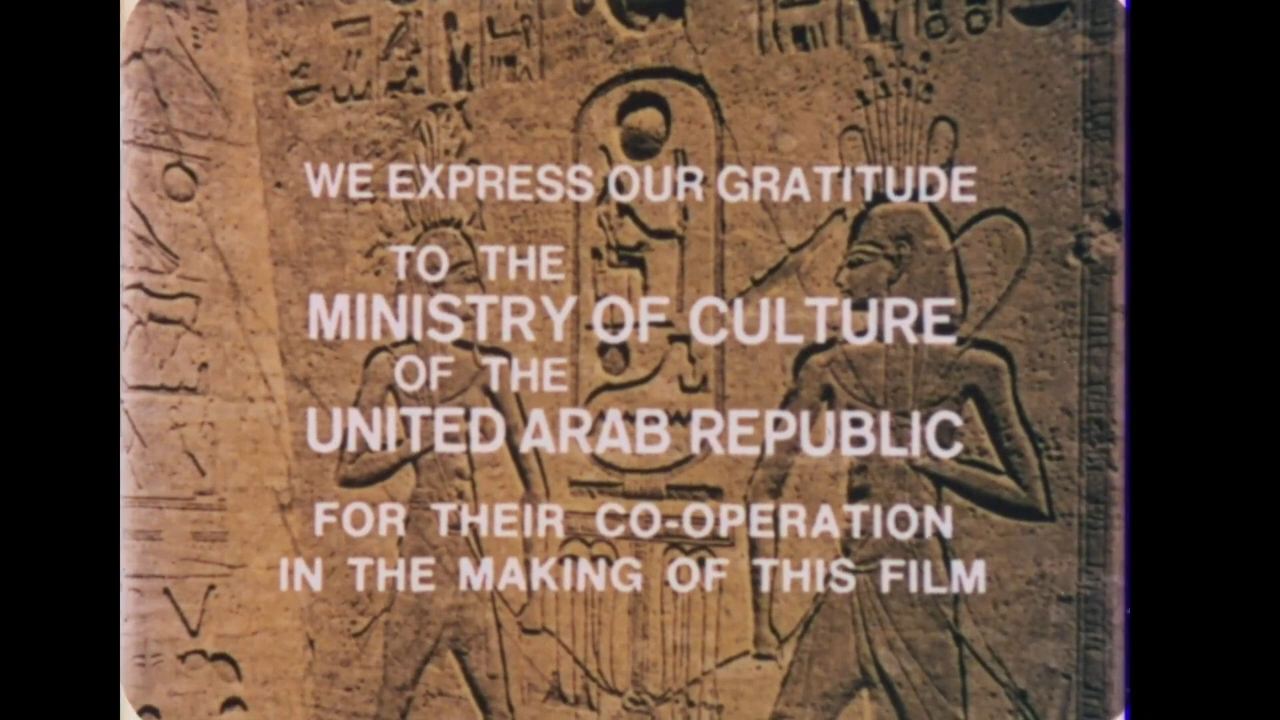 WE EXPRESS OUR GRATITUDE
TO THE
MINISTRY OF CULTURE
OF THE
UNITED ARAB REPUBLIC
FOR THEIR CO-OPERATION
IN THE MAKING OF THIS FILM